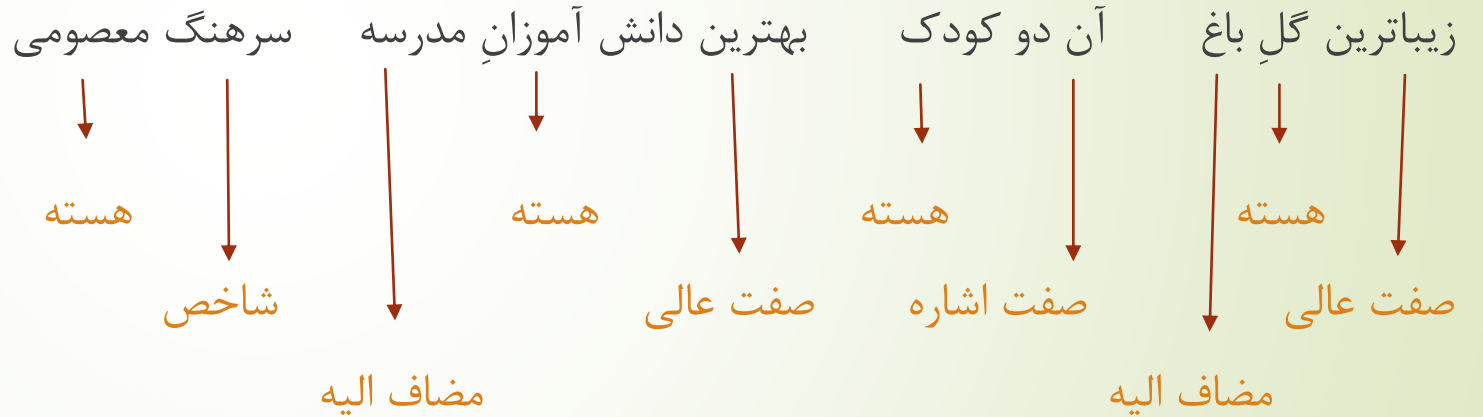 زیباترین گلِ باغ آن دو کودک بهترین دانش آموزانِ مدرسه سرهنگ معصومی
هسته هسته هسته هسته
صفت عالی صفت اشاره صفت عالی شاخص
مضاف الیه مضاف الیه